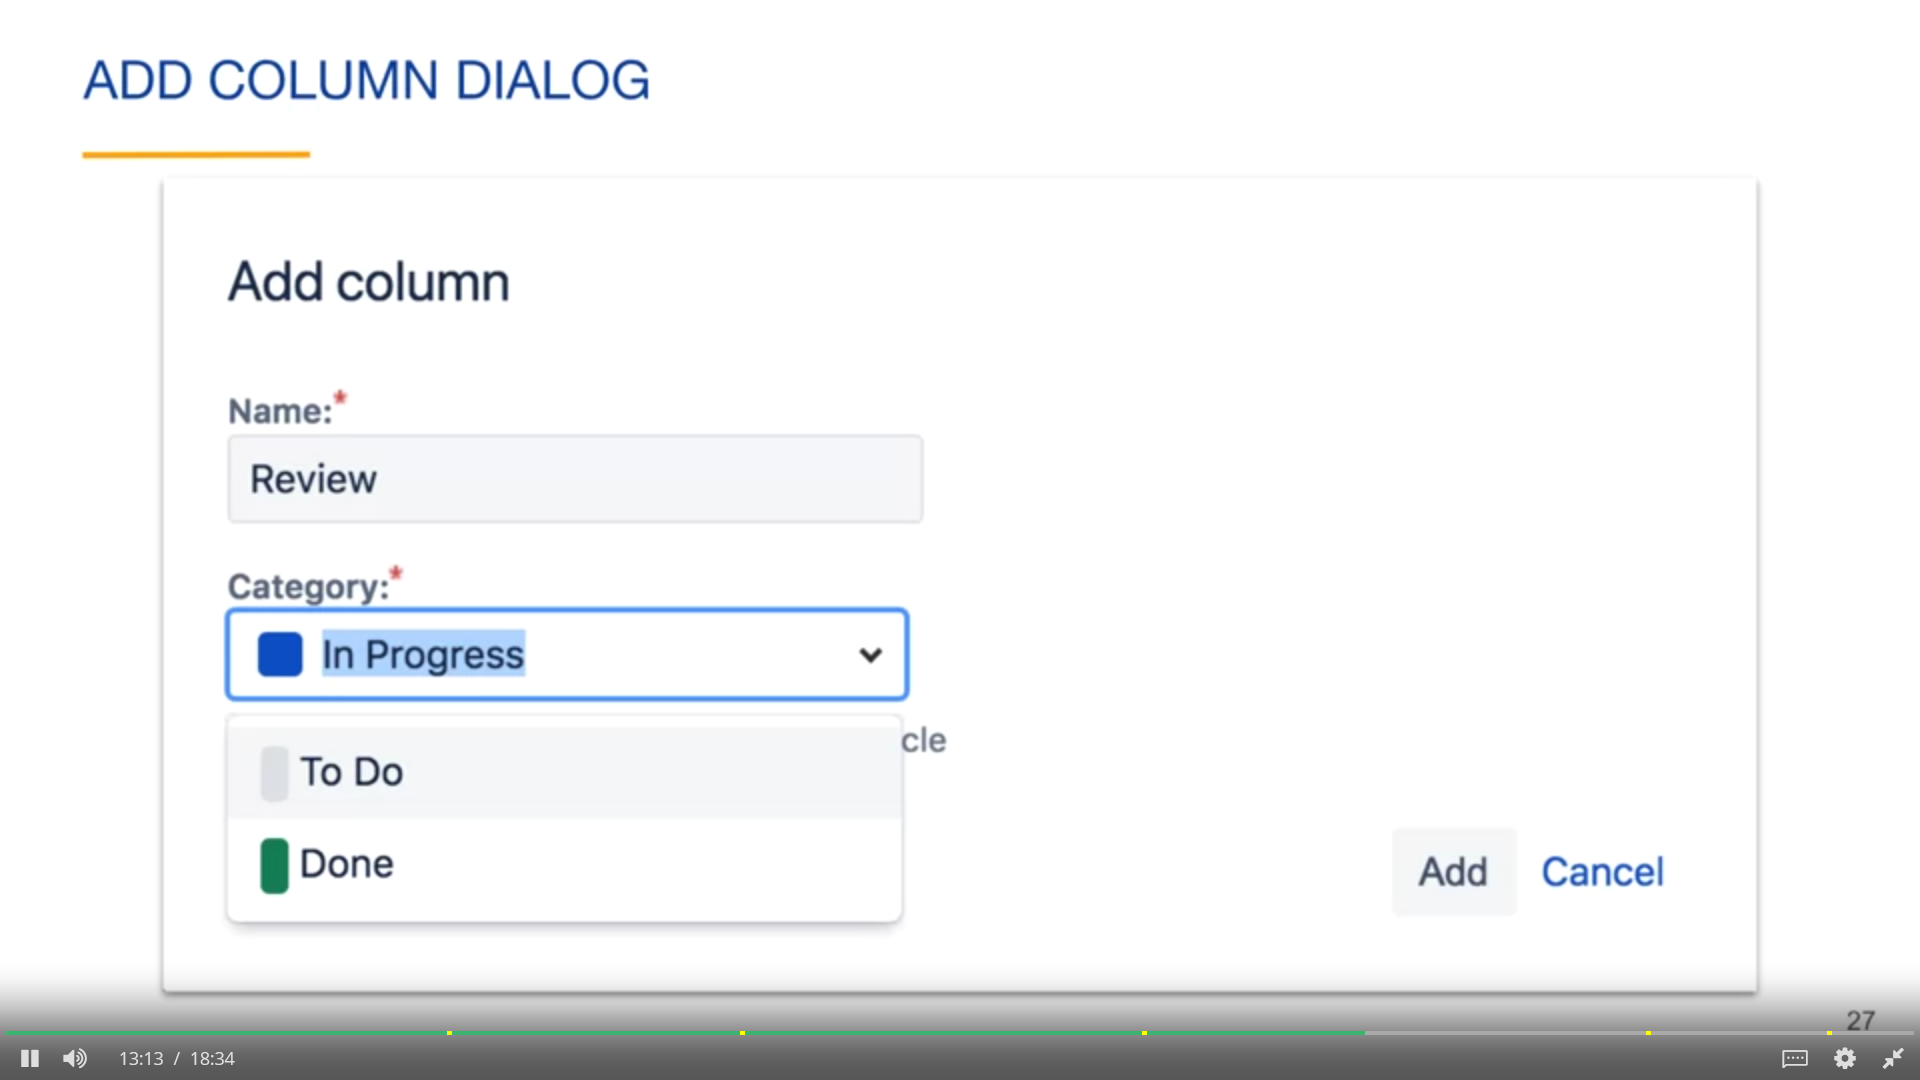 ADD COLUMN DIALOG
Add column
Name:*
Review
Category:*
In Progress
cle
To Do
Done
Add Cancel
27
13:13 / 18:34